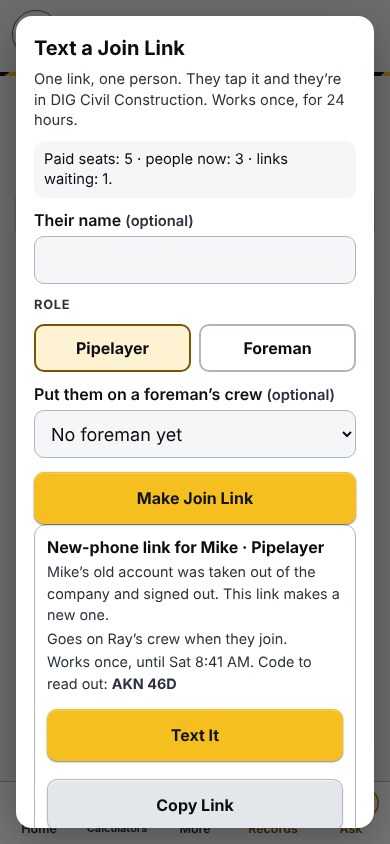 Text a Join Link
One link, one person. They tap it and they’re
in DIG Civil Construction. Works once, for 24
hours.
Paid seats: 5 · people now: 3 · links
waiting: 1.
Their name (optional)
ROLE
Pipelayer
Foreman
Put them on a foreman’s crew (optional)
No foreman yet
Make Join Link
New-phone link for Mike · Pipelayer
Mike’s old account was taken out of the
company and signed out. This link makes a
new one.
Goes on Ray’s crew when they join.
Works once, until Sat 8:41 AM. Code to
read out: AKN 46D
Text It
Copy Link
Home
Calculators
More
Records
Ask